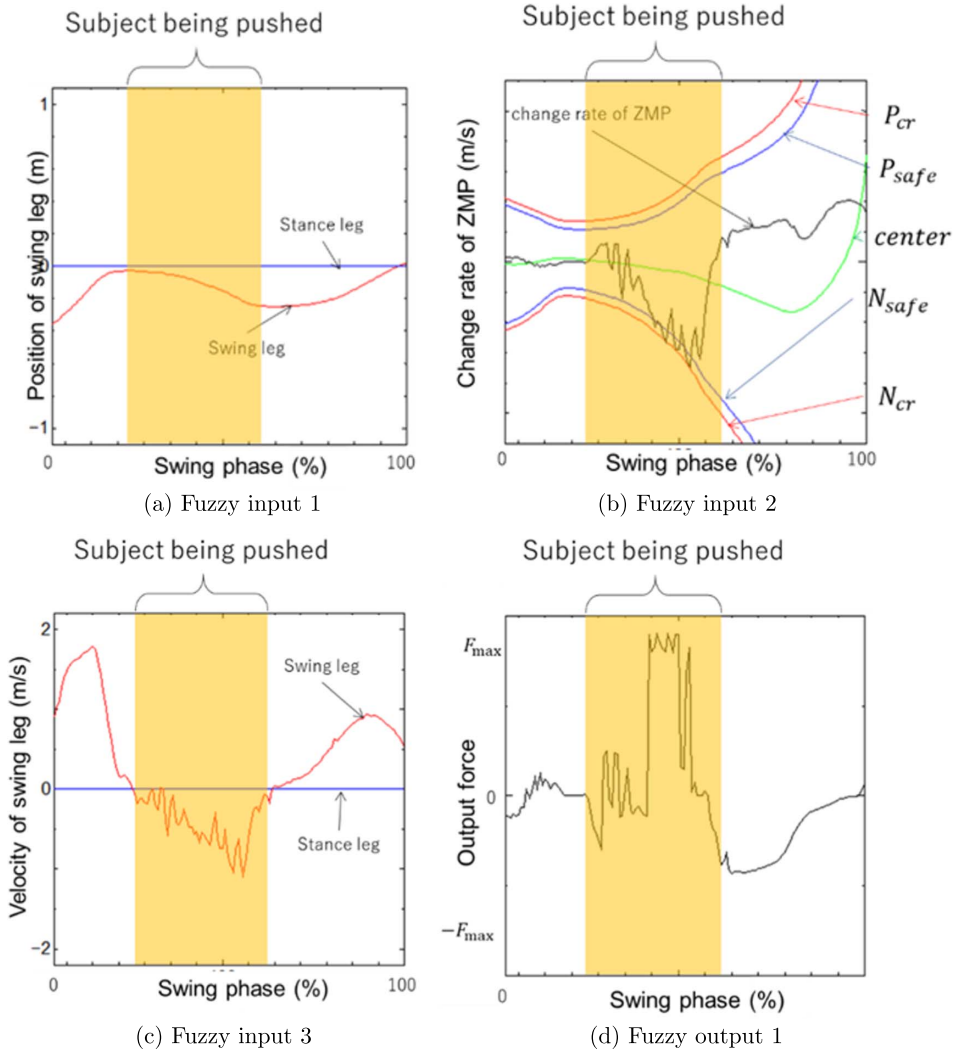 Subject being pushed
Position of swing leg (m)
1
0
−1
Stance leg
Swing leg
0
100
Swing phase (%)
(a) Fuzzy input 1
Subject being pushed
Change rate of ZMP (m/s)
change rate of ZMP
P_cr
P_safe
center
N_safe
N_cr
0
100
Swing phase (%)
(b) Fuzzy input 2
Subject being pushed
Velocity of swing leg (m/s)
2
0
−2
Swing leg
Stance leg
0
100
Swing phase (%)
(c) Fuzzy input 3
Subject being pushed
Output force
F_max
0
−F_max
0
100
Swing phase (%)
(d) Fuzzy output 1